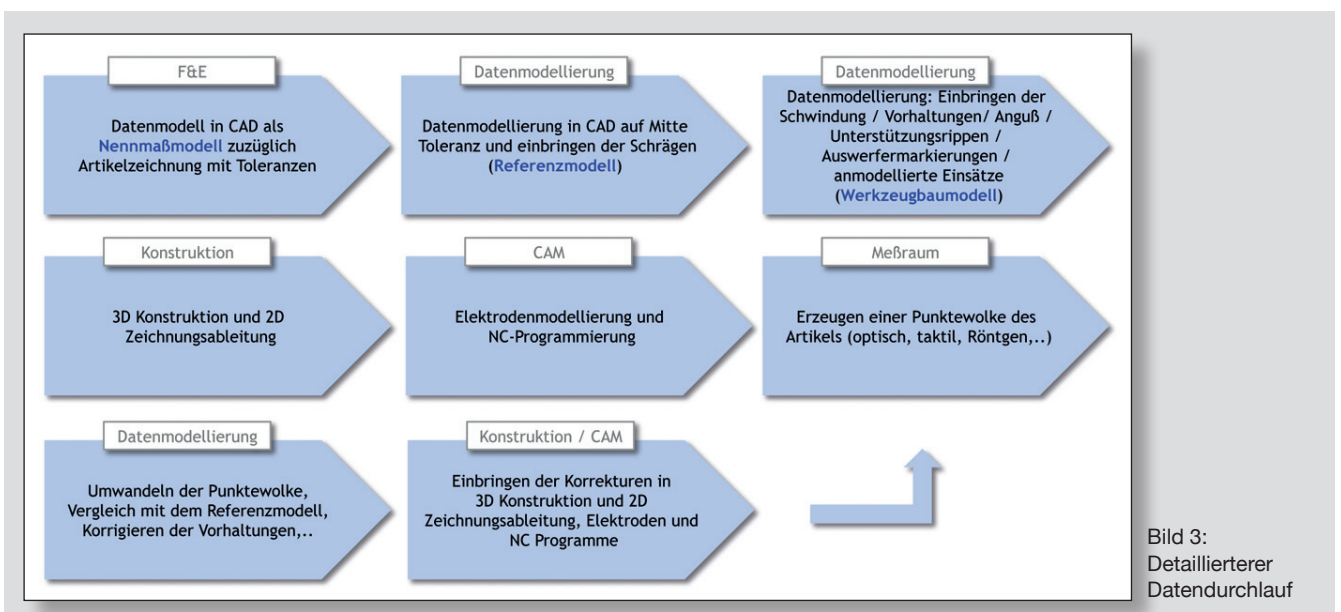 F&E
Datenmodell in CAD als
Nennmaßmodell zuzüglich
Artikelzeichnung mit Toleranzen
Datenmodellierung
Datenmodellierung in CAD auf Mitte
Toleranz und einbringen der Schrägen
(Referenzmodell)
Datenmodellierung
Datenmodellierung: Einbringen der
Schwindung / Vorhaltungen/ Anguß /
Unterstützungsrippen /
Auswerfermarkierungen /
anmodellierte Einsätze
(Werkzeugbaumodell)
Konstruktion
3D Konstruktion und 2D
Zeichnungsableitung
CAM
Elektrodenmodellierung und
NC-Programmierung
Meßraum
Erzeugen einer Punktewolke des
Artikels (optisch, taktil, Röntgen,..)
Datenmodellierung
Umwandeln der Punktewolke,
Vergleich mit dem Referenzmodell,
Korrigieren der Vorhaltungen,..
Konstruktion / CAM
Einbringen der Korrekturen in
3D Konstruktion und 2D
Zeichnungsableitung, Elektroden und
NC Programme
Bild 3:
Detaillierterer
Datendurchlauf